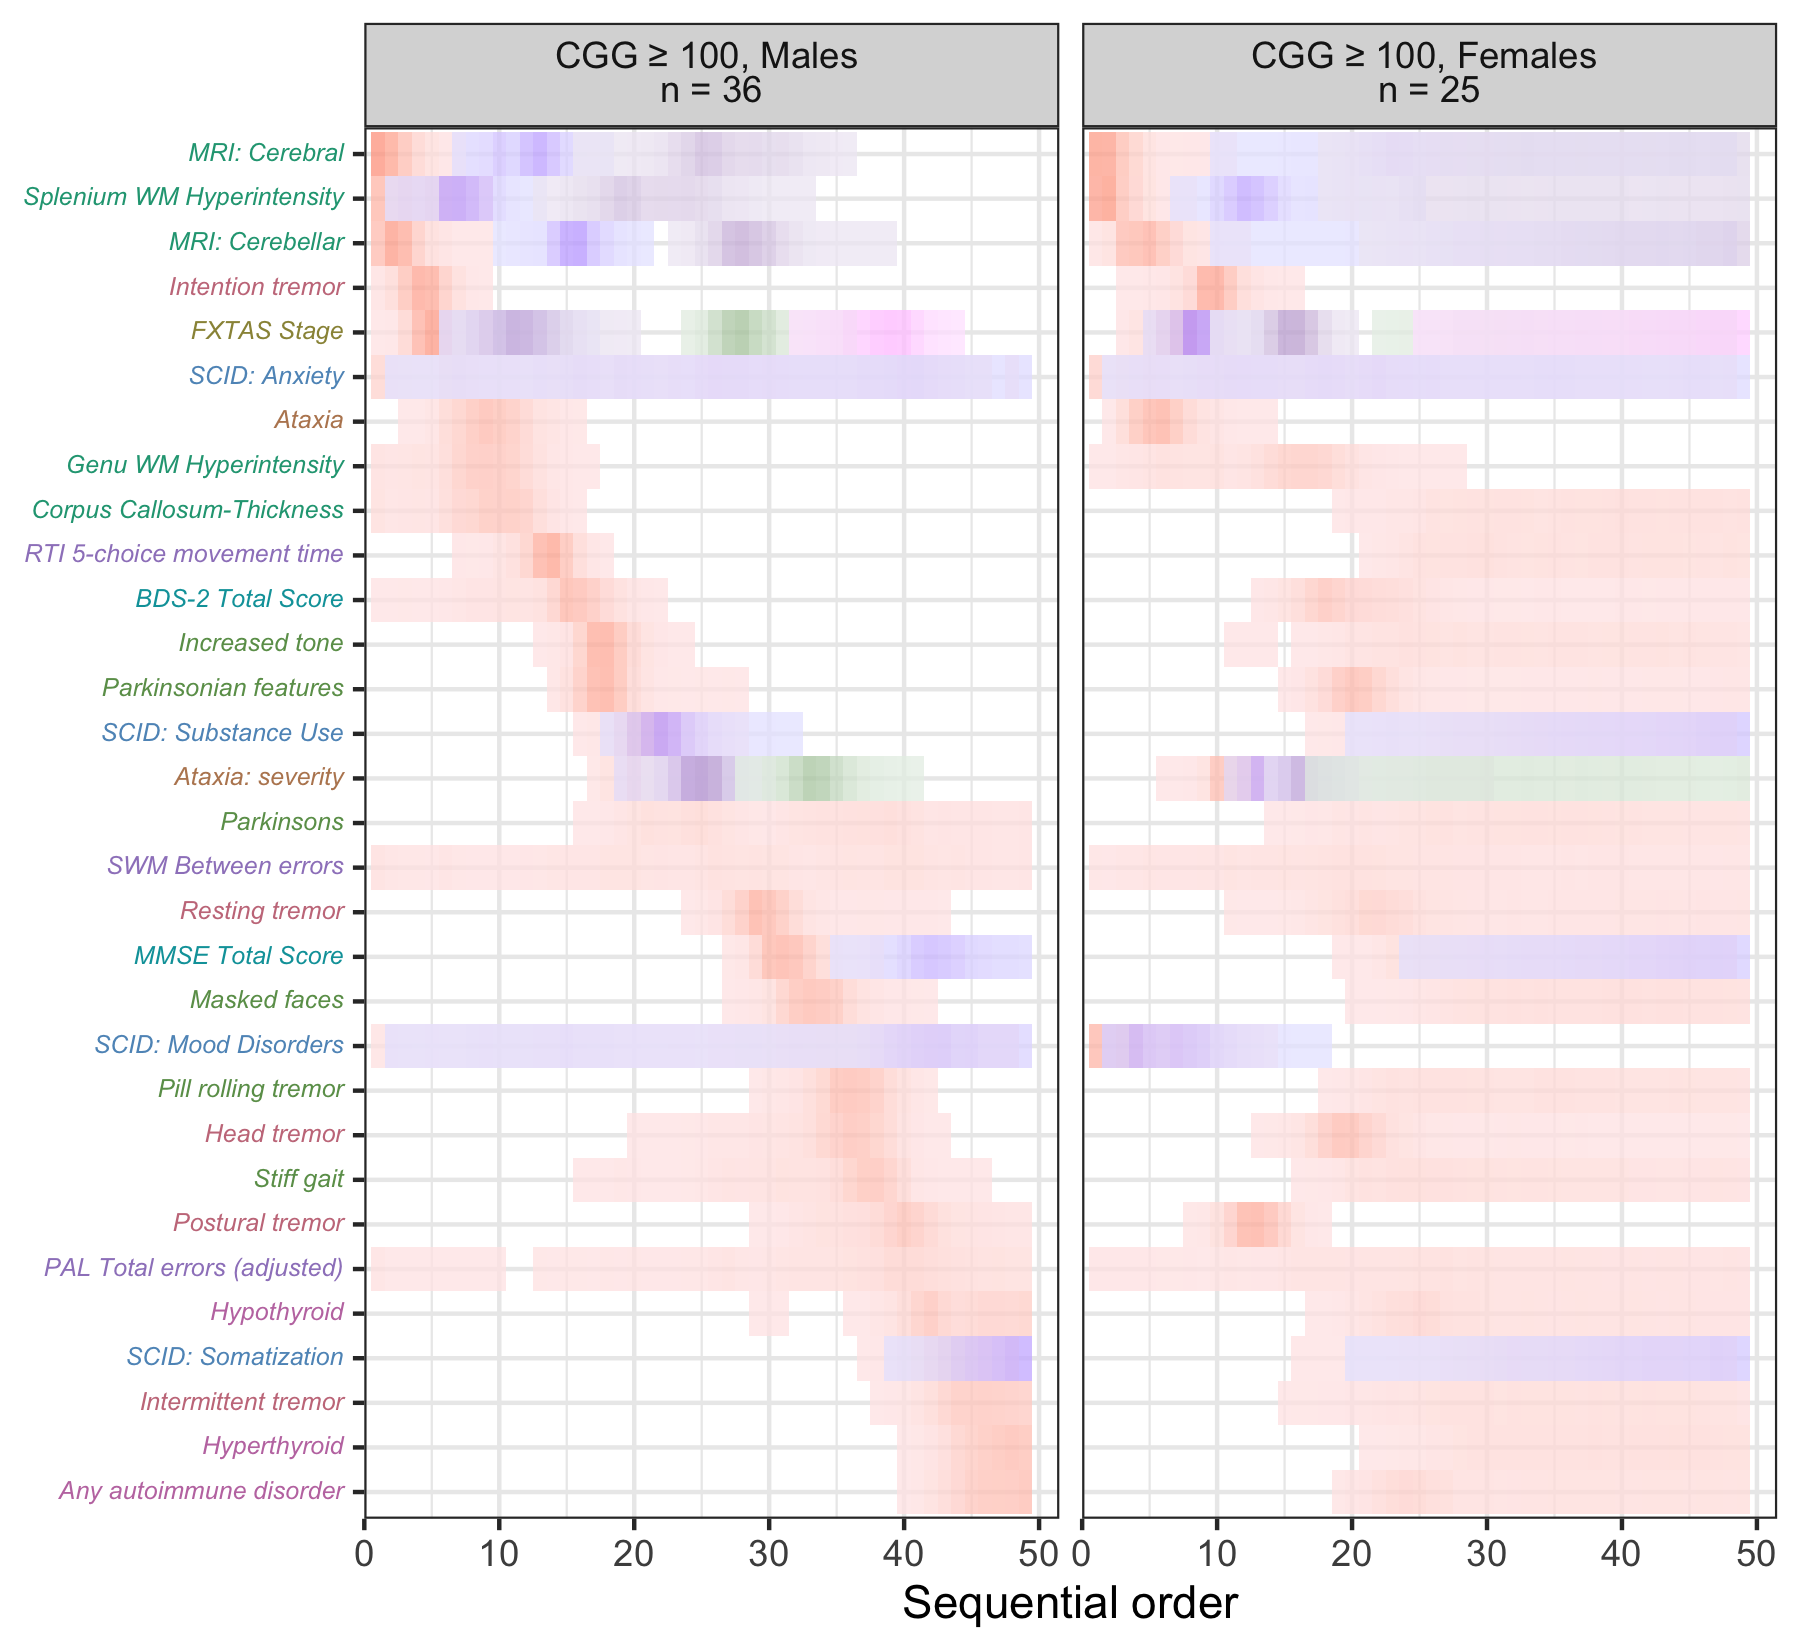 CGG ≥ 100, Males
n = 36
CGG ≥ 100, Females
n = 25
MRI: Cerebral
Splenium WM Hyperintensity
MRI: Cerebellar
Intention tremor
FXTAS Stage
SCID: Anxiety
Ataxia
Genu WM Hyperintensity
Corpus Callosum-Thickness
RTI 5-choice movement time
BDS-2 Total Score
Increased tone
Parkinsonian features
SCID: Substance Use
Ataxia: severity
Parkinsons
SWM Between errors
Resting tremor
MMSE Total Score
Masked faces
SCID: Mood Disorders
Pill rolling tremor
Head tremor
Stiff gait
Postural tremor
PAL Total errors (adjusted)
Hypothyroid
SCID: Somatization
Intermittent tremor
Hyperthyroid
Any autoimmune disorder
0 10 20 30 40 50 0 10 20 30 40 50
Sequential order